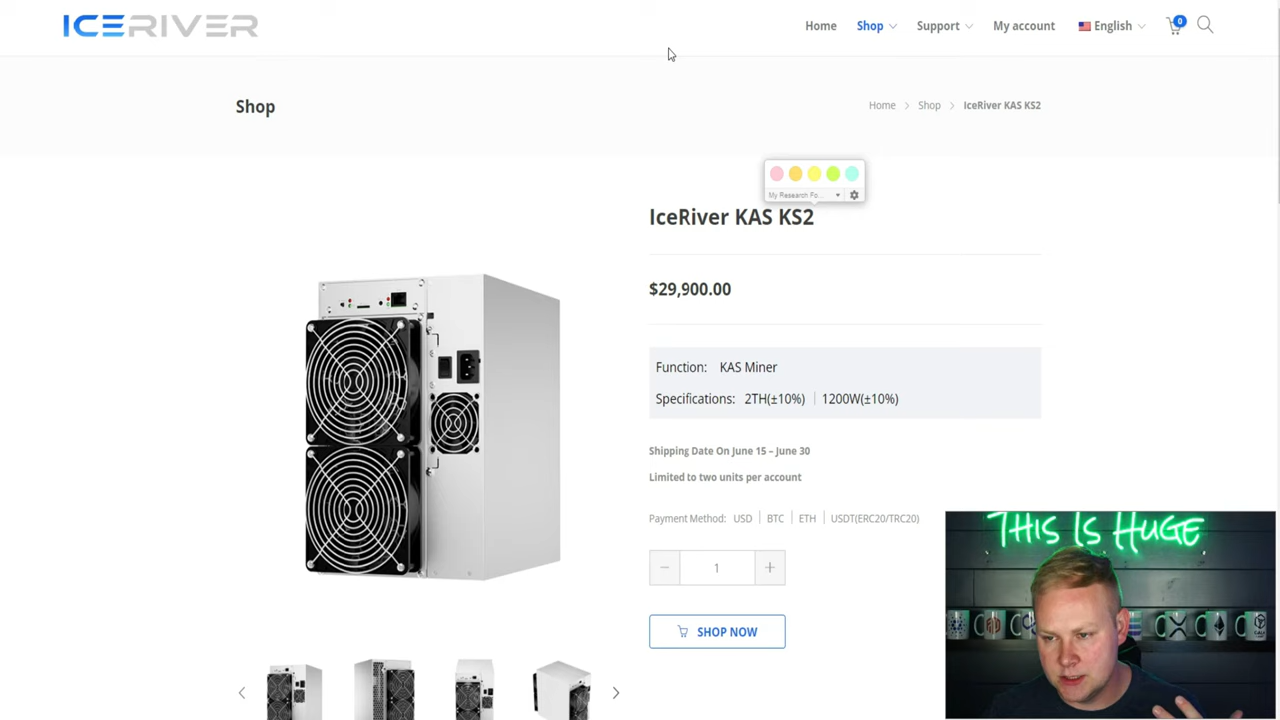 ICERIVER
Home Shop Support My account English 0
Shop
Home > Shop > IceRiver KAS KS2
My Research Fo...
IceRiver KAS KS2
$29,900.00
Function: KAS Miner
Specifications: 2TH(±10%) | 1200W(±10%)
Shipping Date On June 15 – June 30
Limited to two units per account
Payment Method: USD | BTC | ETH | USDT(ERC20/TRC20)
− 1 +
SHOP NOW
THIS IS HUGE